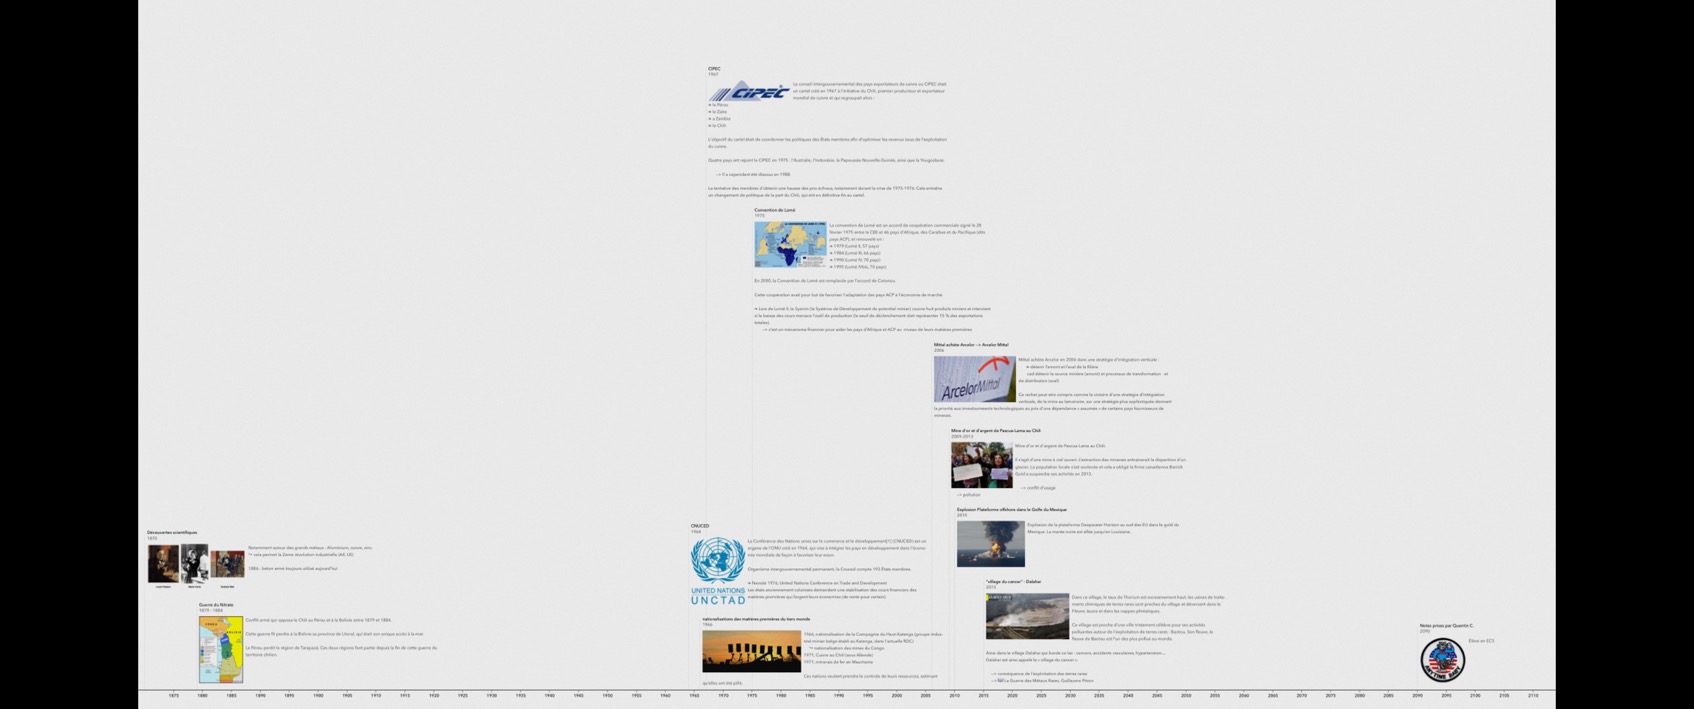 CIPEC
1967
CIPEC
Le conseil intergouvernemental des pays exportateurs de cuivre ou CIPEC était
un cartel créé en 1967 à l'initiative du Chili, premier producteur et exportateur
mondial de cuivre et qui regroupait alors :
le Pérou
le Zaïre
la Zambie
le Chili
L'objectif du cartel était de coordonner les politiques des États membres afin d'optimiser les revenus issus de l'exploitation
du cuivre.
Quatre pays ont rejoint le CIPEC en 1975 : l'Australie, l'Indonésie, la Papouasie Nouvelle-Guinée, ainsi que la Yougoslavie.
--> Il a cependant été dissous en 1988.
La tentative des membres d'obtenir une hausse des prix échoua, notamment durant la crise de 1975-1976. Cela entraîna
un changement de politique de la part du Chili, qui mit en définitive fin au cartel.
Convention de Lomé
1975
La convention de Lomé est un accord de coopération commerciale signé le 28
février 1975 entre la CEE et 46 pays d'Afrique, des Caraïbes et du Pacifique (dits
pays ACP), et renouvelé en :
1979 (Lomé II, 57 pays)
1984 (Lomé III, 66 pays)
1990 (Lomé IV, 70 pays)
1995 (Lomé IVbis, 70 pays)
En 2000, la Convention de Lomé est remplacée par l'accord de Cotonou.
Cette coopération avait pour but de favoriser l'adaptation des pays ACP à l'économie de marché.
Lors de Lomé II, le Sysmin (le Système de Développement du potentiel minier) couvre huit produits miniers et intervient
si la baisse des cours menace l'outil de production (le seuil de déclenchement doit représenter 15 % des exportations
totales)
--> c'est un mécanisme financier pour aider les pays d'Afrique et ACP au niveau de leurs matières premières
Mittal achète Arcelor --> Arcelor Mittal
2006
ArcelorMittal
Mittal achète Arcelor en 2006 dans une stratégie d'intégration verticale :
détenir l'amont et l'aval de la filière
cad détenir la source minière (amont) et processus de transformation et
de distribution (aval)
Ce rachat peut être compris comme la victoire d'une stratégie d'intégration
verticale, de la mine au laminoire, sur une stratégie plus sophistiquée donnant
la priorité aux investissements technologiques au prix d'une dépendance « assumée » de certains pays fournisseurs de
minerais.
Mine d'or et d'argent de Pascua-Lama au Chili
2009-2013
Mine d'or et d'argent de Pascua-Lama au Chili
Il s'agit d'une mine à ciel ouvert. L'extraction des minerais entrainerait la disparition d'un
glacier. La population locale s'est soulevée et cela a obligé la firme canadienne Barrick
Gold a suspendre ses activités en 2013.
--> conflit d'usage
--> pollution
Explosion Plateforme offshore dans le Golfe du Mexique
2010
Explosion de la plateforme Deepwater Horizon au sud des EU dans le golf du
Mexique. La marée noire est allée jusqu'en Louisiane.
Découvertes scientifiques
1870
Notamment autour des grands métaux : Aluminium, cuivre, zinc.
cela permet la 2ème révolution industrielle (All, US)
1886 : béton armé toujours utilisé aujourd'hui
CNUCED
1964
UNITED NATIONS
UNCTAD
La Conférence des Nations unies sur le commerce et le développement[1] (CNUCED) est un
organe de l'ONU créé en 1964, qui vise à intégrer les pays en développement dans l'écono-
mie mondiale de façon à favoriser leur essor.
Organisme intergouvernemental permanent, la Cnuced compte 193 États membres.
Nairobi 1976, United Nations Conference on Trade and Development
Les états anciennement colonisés demandent une stabilisation des cours financiers des
matières premières qui forgent leurs économies (de rente pour certain).
"village du cancer" : Dalahai
2015
Dans ce village, le taux de Thorium est excessivement haut, les usines de traite-
ments chimiques de terres rares sont proches du village et déversent dans le
Fleuve Jaune et dans les nappes phréatiques.
Ce village est proche d'une ville tristement célèbre pour ses activités
polluantes autour de l'exploitation de terres rares : Baotou. Son fleuve, le
fleuve de Baotou est l'un des plus pollué au monde.
Ainsi dans le village Dalahai qui borde ce lac : cancers, accidents vasculaires, hypertension...
Dalahai est ainsi appelé le « village du cancer ».
--> conséquence de l'exploitation des terres rares
--> La Guerre des Métaux Rares, Guillaume Pitron
Guerre du Nitrate
1879 - 1884
Conflit armé qui oppose le Chili au Pérou et à la Bolivie entre 1879 et 1884.
Cette guerre fit perdre à la Bolivie sa province de Litoral, qui était son unique accès à la mer.
Le Pérou perdit la région de Tarapacá. Ces deux régions font partie depuis la fin de cette guerre du
territoire chilien.
nationalisations des matières premières du tiers monde
1966
1966, nationalisation de la Compagnie du Haut-Katanga (groupe indus-
triel minier belge établi au Katanga, dans l'actuelle RDC)
nationalisation des mines du Congo
1971, Cuivre au Chili (sous Allende)
1971, minerais de fer en Mauritanie
Ces nations veulent prendre le contrôle de leurs ressources, estimant
qu'elles ont été pillé.
Notes prises par Quentin C.
2090
Élève en ECS
ANYTIME BABY
1875 1880 1885 1890 1895 1900 1905 1910 1915 1920 1925 1930 1935 1940 1945 1950 1955 1960 1965 1970 1975 1980 1985 1990 1995 2000 2005 2010 2015 2020 2025 2030 2035 2040 2045 2050 2055 2060 2065 2070 2075 2080 2085 2090 2095 2100 2105 2110